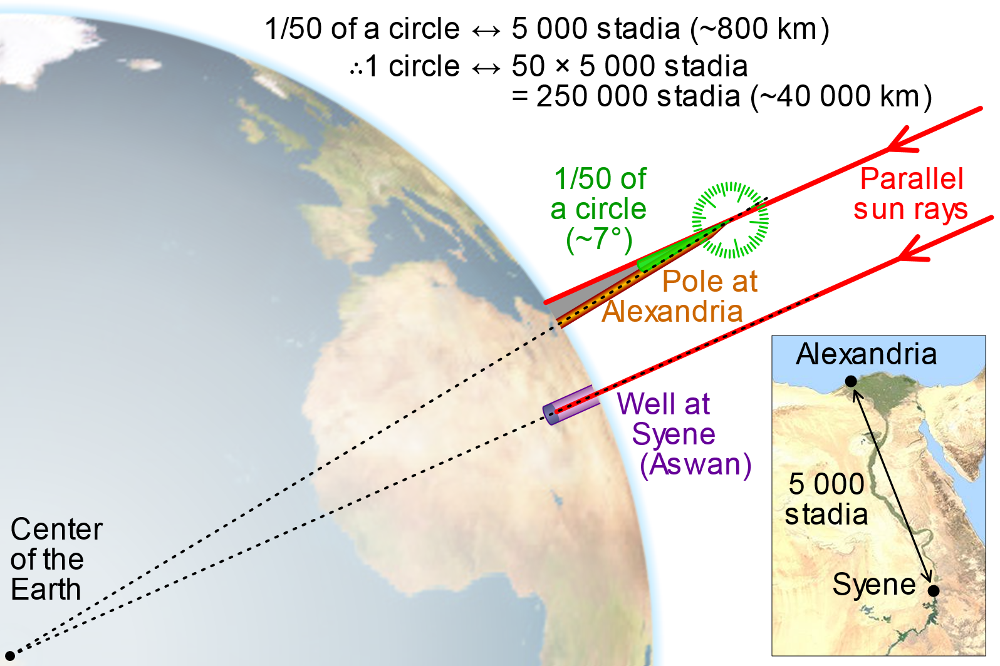 1/50 of a circle ↔ 5 000 stadia (~800 km)
∴1 circle ↔ 50 × 5 000 stadia
= 250 000 stadia (~40 000 km)
1/50 of
a circle
(~7°)
Parallel
sun rays
Pole at
Alexandria
Well at
Syene
(Aswan)
Center
of the
Earth
Alexandria
5 000
stadia
Syene